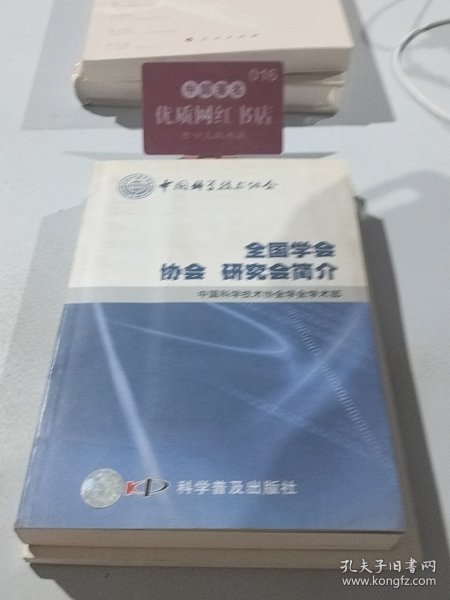 016
优质网红书店
中国科学技术协会
全国学会
协会 研究会简介
中国科学技术协会学会学术部
科学普及出版社
孔夫子旧书网
www.kongfz.com